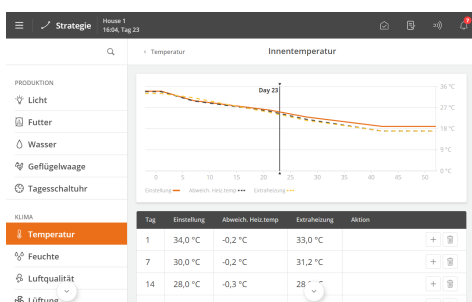 Strategie
House 1
16:04, Tag 23
7
Temperatur
Innentemperatur
PRODUKTION
Licht
Futter
Wasser
Geflügelwaage
Tagesschaltuhr
KLIMA
Temperatur
Feuchte
Luftqualität
Lüftung
Day 23
36 °C
27 °C
18 °C
9 °C
0 °C
0 5 10 15 20 25 30 35 40 45 50
Einstellung Abweich. Heiz.temp Extraheizung
Tag Einstellung Abweich. Heiz.temp Extraheizung Aktion
1 34,0 °C -0,2 °C 33,0 °C
7 30,0 °C -0,2 °C 31,2 °C
14 28,0 °C -0,3 °C